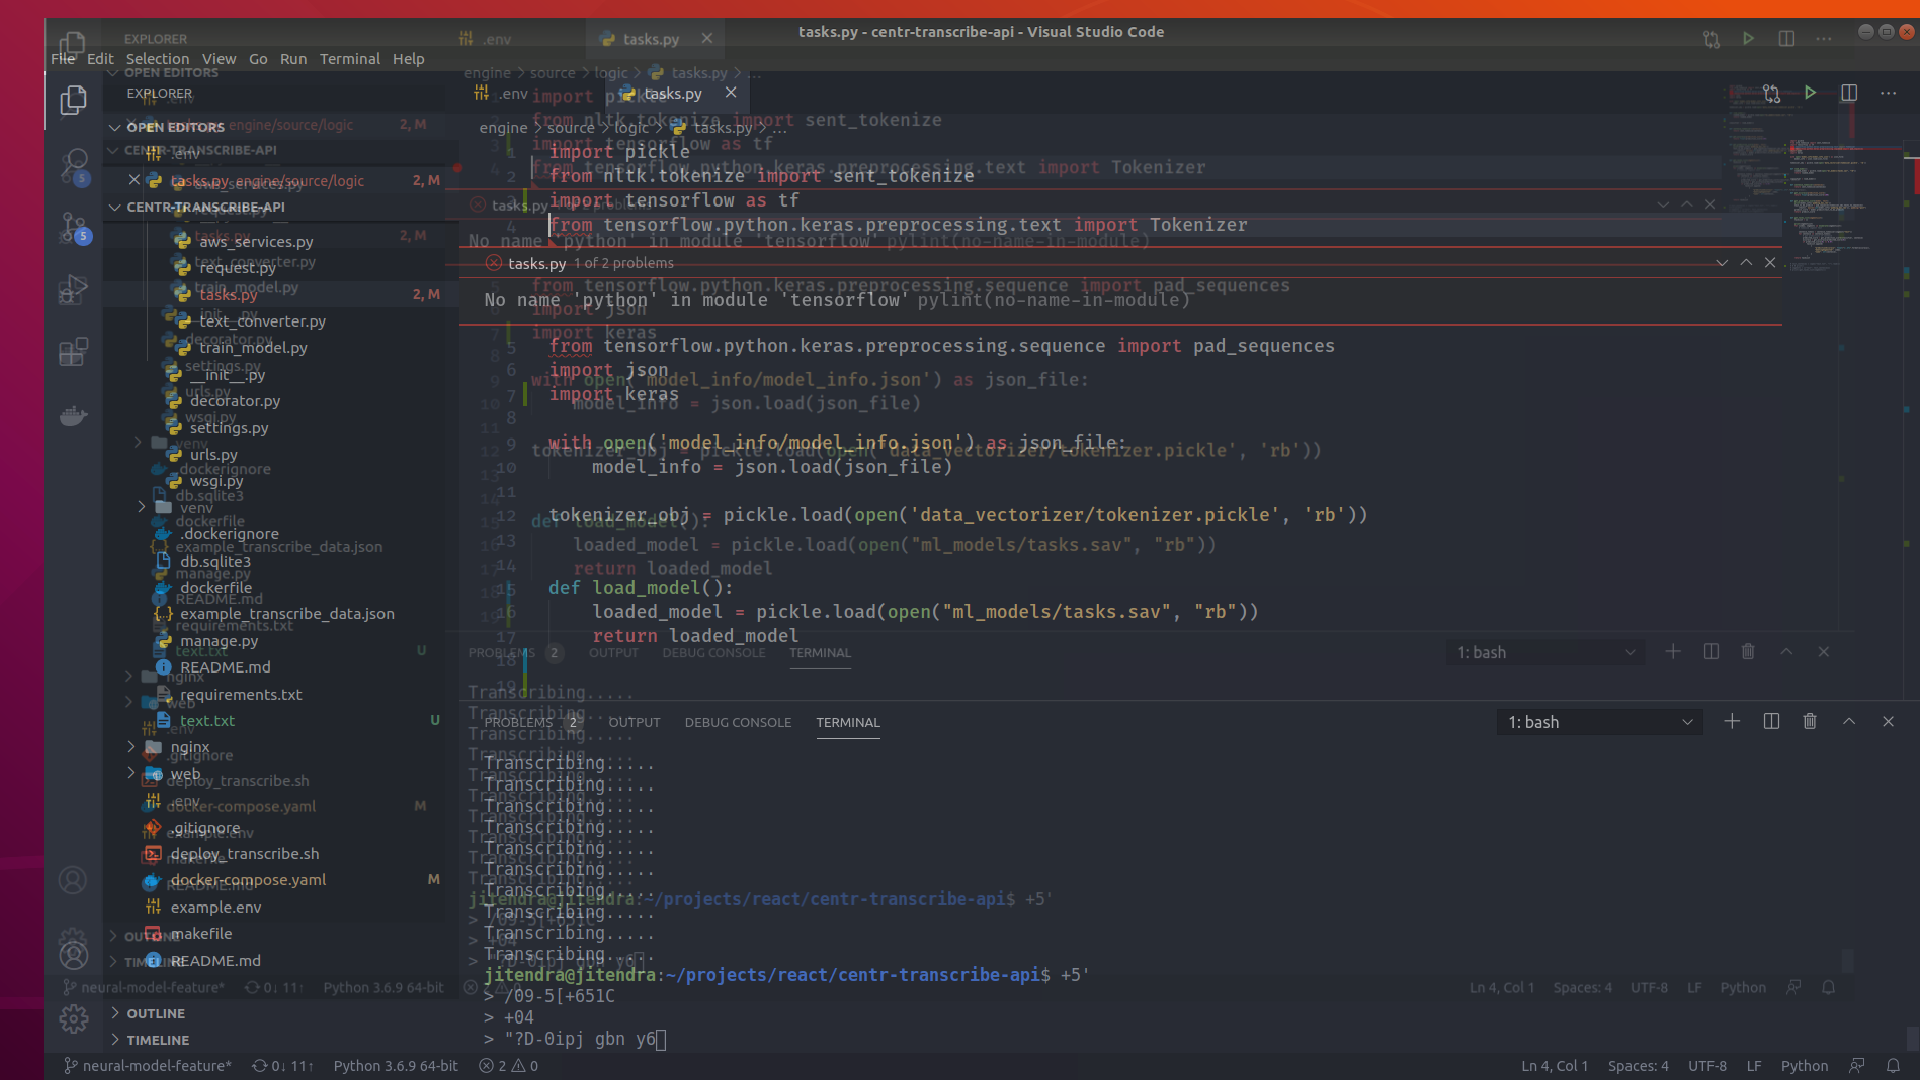 tasks.py - centr-transcribe-api - Visual Studio Code
File Edit Selection View Go Run Terminal Help
EXPLORER
OPEN EDITORS
.env
tasks.py engine/source/logic 2, M
CENTR-TRANSCRIBE-API
aws_services.py
request.py
tasks.py 2, M
text_converter.py
train_model.py
__init__.py
decorator.py
settings.py
urls.py
wsgi.py
venv
.dockerignore
db.sqlite3
dockerfile
example_transcribe_data.json
manage.py
README.md
requirements.txt
text.txt U
nginx
web
.env
.gitignore
deploy_transcribe.sh
docker-compose.yaml M
example.env
makefile
README.md
OUTLINE
TIMELINE
.env tasks.py
engine > source > logic > tasks.py > ...
1 import pickle
2 from nltk.tokenize import sent_tokenize
3 import tensorflow as tf
4 from tensorflow.python.keras.preprocessing.text import Tokenizer
tasks.py 1 of 2 problems
No name 'python' in module 'tensorflow' pylint(no-name-in-module)
5 from tensorflow.python.keras.preprocessing.sequence import pad_sequences
6 import json
7 import keras
8
9 with open('model_info/model_info.json') as json_file:
10 model_info = json.load(json_file)
11
12 tokenizer_obj = pickle.load(open('data_vectorizer/tokenizer.pickle', 'rb'))
13
14
15 def load_model():
16 loaded_model = pickle.load(open("ml_models/tasks.sav", "rb"))
17 return loaded_model
18
19
PROBLEMS 2 OUTPUT DEBUG CONSOLE TERMINAL 1: bash
Transcribing.....
Transcribing.....
Transcribing.....
Transcribing.....
Transcribing.....
Transcribing.....
Transcribing.....
Transcribing.....
Transcribing.....
Transcribing.....
jitendra@jitendra:~/projects/react/centr-transcribe-api$ +5'
> /09-5[+651C
> +04
> "?D-0ipj gbn y6
neural-model-feature* 0↓ 11↑ Python 3.6.9 64-bit 2 0 Ln 4, Col 1 Spaces: 4 UTF-8 LF Python